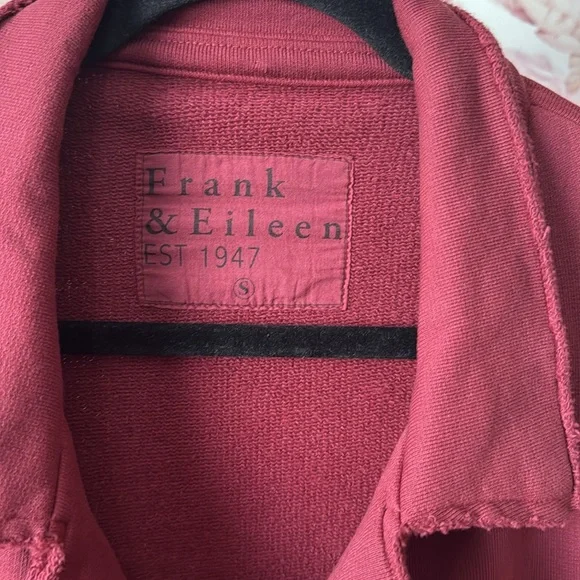 Frank
& Eileen
EST 1947
S